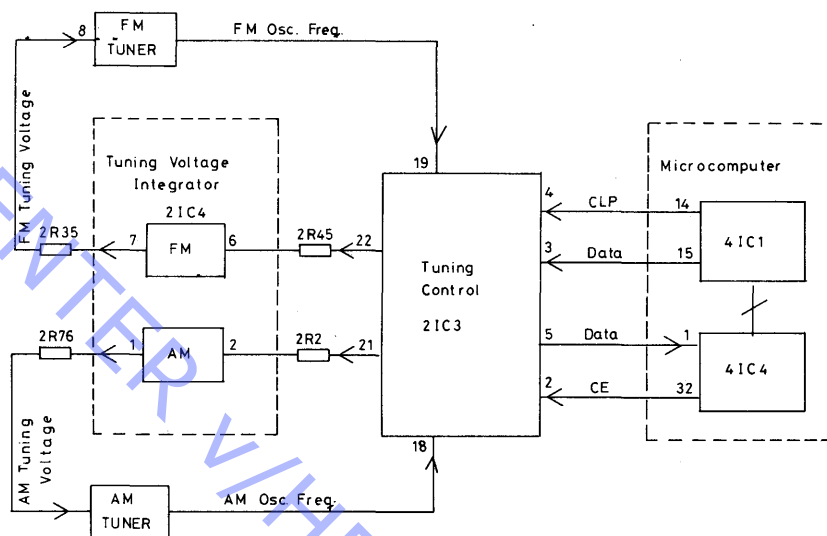 8
FM
TUNER
FM Osc. Freq.
FM Tuning Voltage
Tuning Voltage
Integrator
2IC4
2R35
7
FM
6
2R45
22
19
Tuning
Control
2IC3
4
CLP
14
3
Data
15
Microcomputer
4IC1
2R76
1
AM
2
2R2
21
5
Data
1
4IC4
2
CE
32
18
AM Tuning
Voltage
AM
TUNER
AM Osc. Freq.
ENTER v/H